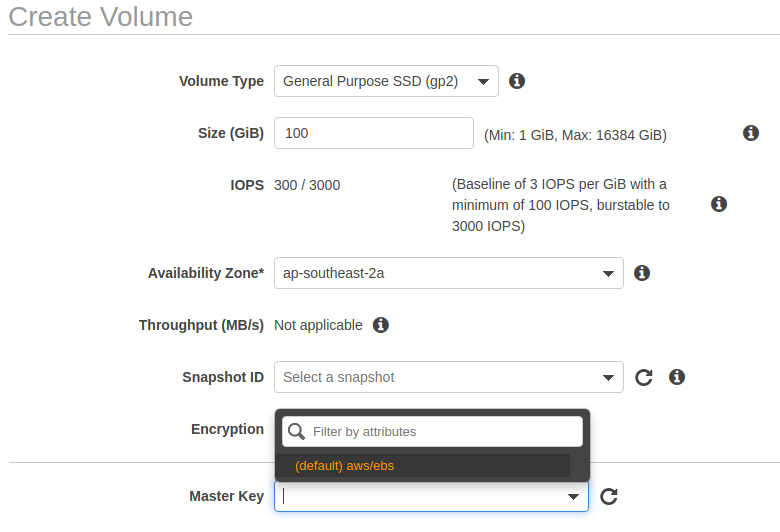 Create Volume
Volume Type General Purpose SSD (gp2)
Size (GiB) 100 (Min: 1 GiB, Max: 16384 GiB)
IOPS 300 / 3000 (Baseline of 3 IOPS per GiB with a
minimum of 100 IOPS, burstable to
3000 IOPS)
Availability Zone* ap-southeast-2a
Throughput (MB/s) Not applicable
Snapshot ID Select a snapshot
Encryption Filter by attributes
(default) aws/ebs
Master Key